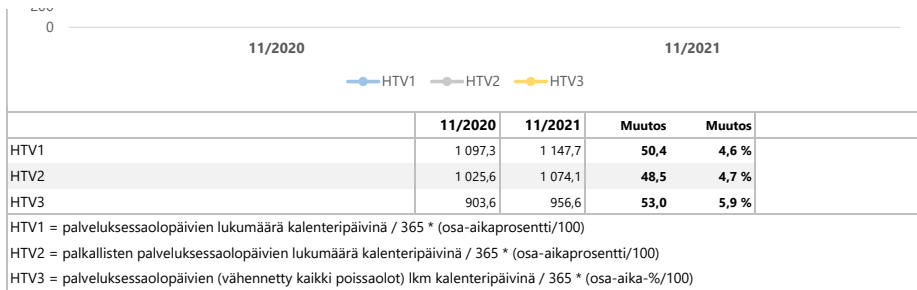 0
11/2020 11/2021
HTV1 HTV2 HTV3
11/2020 11/2021 Muutos Muutos
HTV1 1 097,3 1 147,7 50,4 4,6 %
HTV2 1 025,6 1 074,1 48,5 4,7 %
HTV3 903,6 956,6 53,0 5,9 %
HTV1 = palveluksessaolopäivien lukumäärä kalenteripäivinä / 365 * (osa-aikaprosentti/100)
HTV2 = palkallisten palveluksessaolopäivien lukumäärä kalenteripäivinä / 365 * (osa-aikaprosentti/100)
HTV3 = palveluksessaolopäivien (vähennetty kaikki poissaolot) lkm kalenteripäivinä / 365 * (osa-aika-%/100)